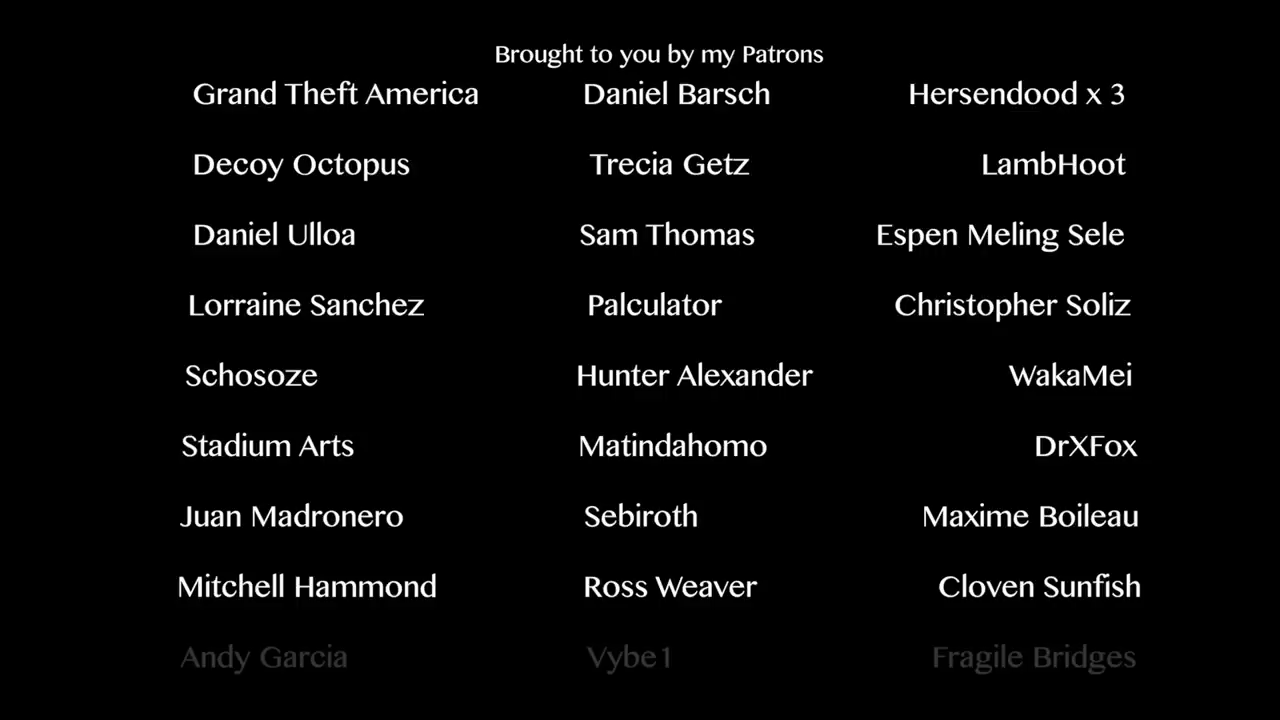 Brought to you by my Patrons
Grand Theft America Daniel Barsch Hersendood x 3
Decoy Octopus Trecia Getz LambHoot
Daniel Ulloa Sam Thomas Espen Meling Sele
Lorraine Sanchez Palculator Christopher Soliz
Schosoze Hunter Alexander WakaMei
Stadium Arts Matindahomo DrXFox
Juan Madronero Sebiroth Maxime Boileau
Mitchell Hammond Ross Weaver Cloven Sunfish
Andy Garcia Vybe1 Fragile Bridges